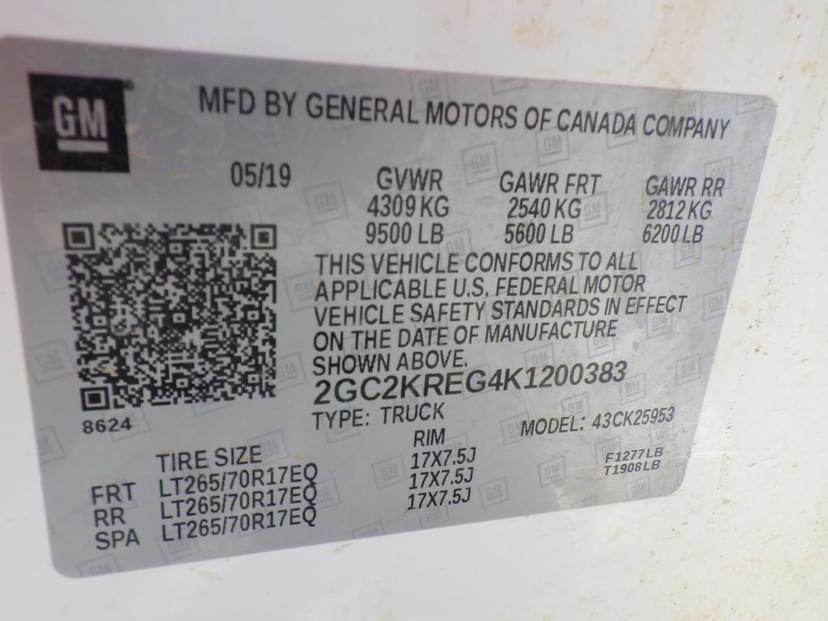 GM
MFD BY GENERAL MOTORS OF CANADA COMPANY
05/19 GVWR GAWR FRT GAWR RR
4309 KG 2540 KG 2812 KG
9500 LB 5600 LB 6200 LB
THIS VEHICLE CONFORMS TO ALL
APPLICABLE U.S. FEDERAL MOTOR
VEHICLE SAFETY STANDARDS IN EFFECT
ON THE DATE OF MANUFACTURE
SHOWN ABOVE.
2GC2KREG4K1200383
8624
TYPE: TRUCK MODEL: 43CK25953
TIRE SIZE RIM
FRT LT265/70R17EQ 17X7.5J F1277LB
RR LT265/70R17EQ 17X7.5J T1908LB
SPA LT265/70R17EQ 17X7.5J